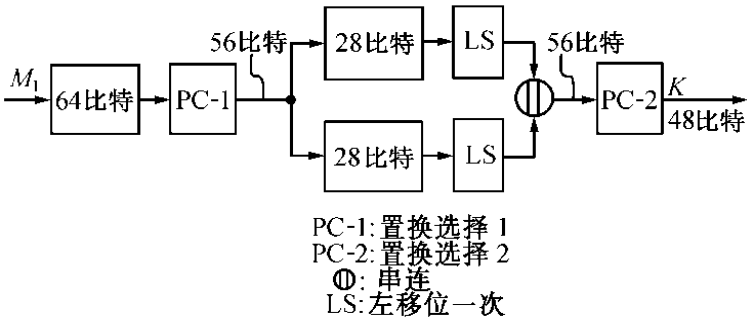 56比特
28比特
LS
56比特
M₁
64比特
PC-1
PC-2
K
48比特
28比特
LS
PC-1:置换选择 1
PC-2:置换选择 2
: 串连
LS:左移位一次